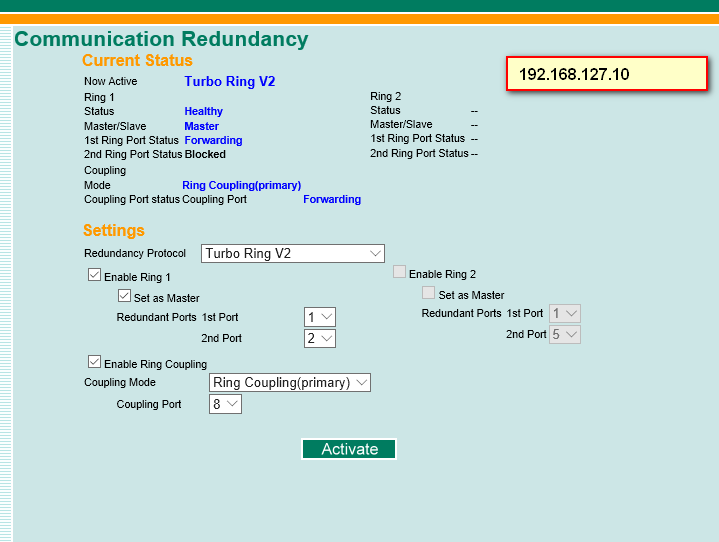 Communication Redundancy
Current Status
192.168.127.10
Now Active Turbo Ring V2
Ring 1 Ring 2
Status Healthy Status --
Master/Slave Master Master/Slave --
1st Ring Port Status Forwarding 1st Ring Port Status --
2nd Ring Port Status Blocked 2nd Ring Port Status --
Coupling
Mode Ring Coupling(primary)
Coupling Port status Coupling Port Forwarding
Settings
Redundancy Protocol Turbo Ring V2
Enable Ring 1 Enable Ring 2
Set as Master Set as Master
Redundant Ports 1st Port 1 Redundant Ports 1st Port 1
2nd Port 2 2nd Port 5
Enable Ring Coupling
Coupling Mode Ring Coupling(primary)
Coupling Port 8
Activate